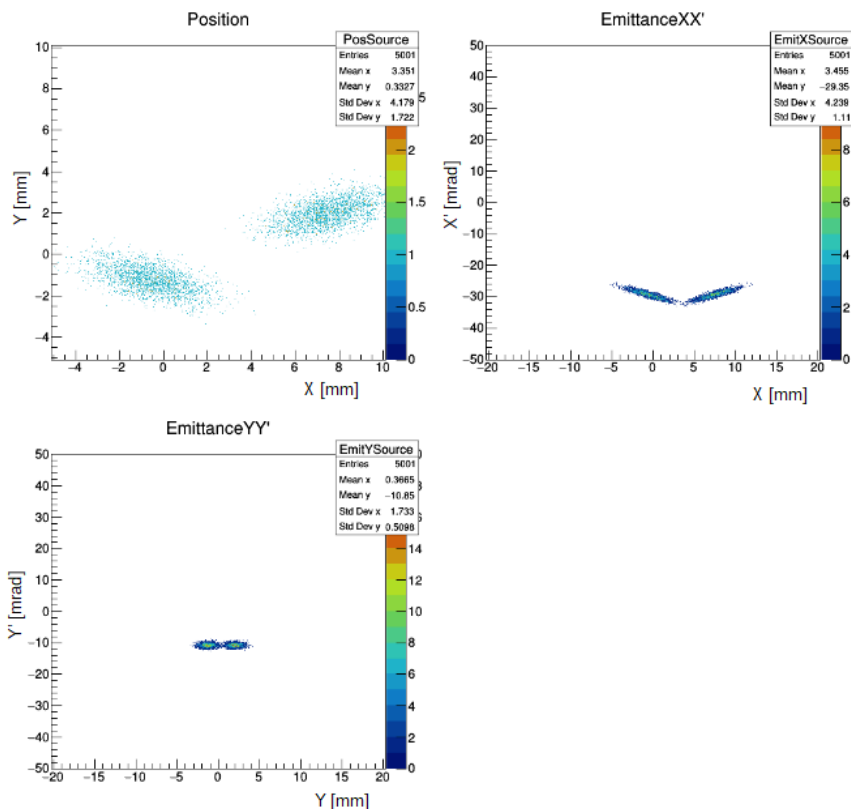 Position
PosSource
Entries 5001
Mean x 3.351
Mean y 0.3327
Std Dev x 4.179
Std Dev y 1.722
10
8
6
4
2
0
−2
−4
Y [mm]
−4 −2 0 2 4 6 8 10
X [mm]
5
2
1.5
1
0.5
0
EmittanceXX'
EmitXSource
Entries 5001
Mean x 3.455
Mean y −29.35
Std Dev x 4.239
Std Dev y 1.11
50
40
30
20
10
0
−10
−20
−30
−40
−50
X' [mrad]
−20 −15 −10 −5 0 5 10 15 20
X [mm]
8
6
4
2
0
EmittanceYY'
EmitYSource
Entries 5001
Mean x 0.3665
Mean y −10.85
Std Dev x 1.733
Std Dev y 0.5098
50
40
30
20
10
0
−10
−20
−30
−40
−50
Y' [mrad]
−20 −15 −10 −5 0 5 10 15 20
Y [mm]
14
12
10
8
6
4
2
0